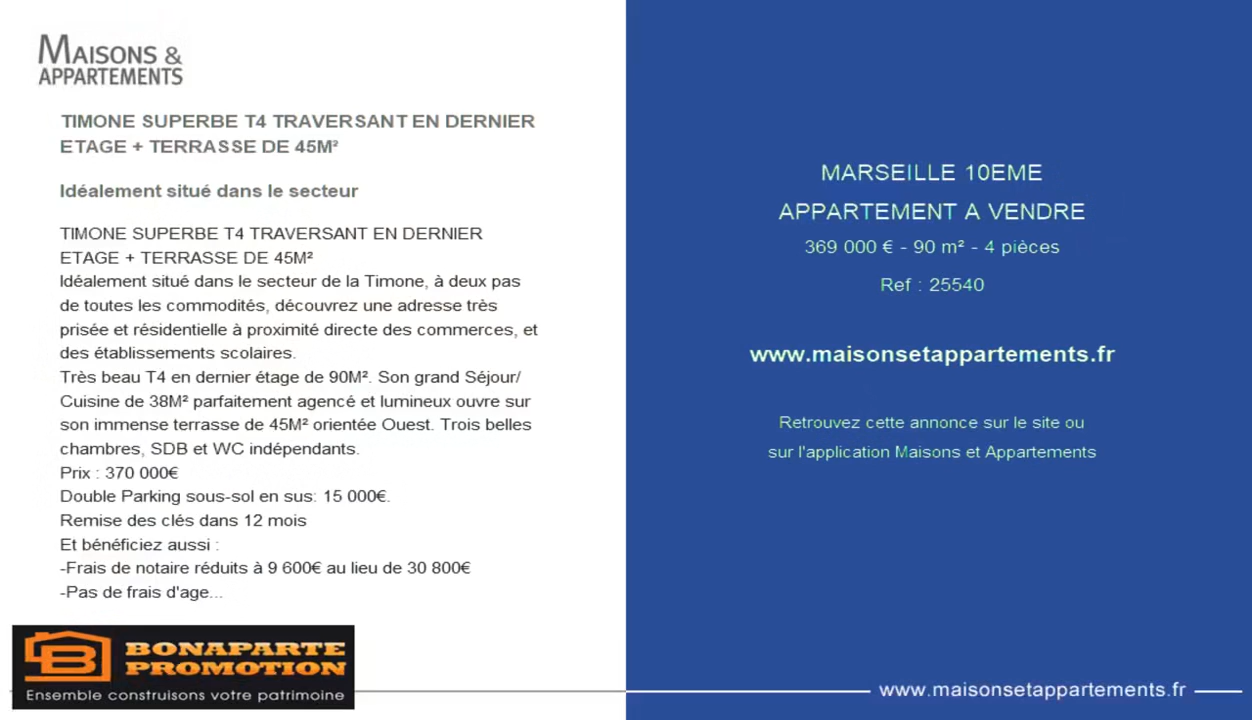 MAISONS &
APPARTEMENTS
TIMONE SUPERBE T4 TRAVERSANT EN DERNIER
ETAGE + TERRASSE DE 45M²
Idéalement situé dans le secteur
TIMONE SUPERBE T4 TRAVERSANT EN DERNIER
ETAGE + TERRASSE DE 45M²
Idéalement situé dans le secteur de la Timone, à deux pas
de toutes les commodités, découvrez une adresse très
prisée et résidentielle à proximité directe des commerces, et
des établissements scolaires.
Très beau T4 en dernier étage de 90M². Son grand Séjour/
Cuisine de 38M² parfaitement agencé et lumineux ouvre sur
son immense terrasse de 45M² orientée Ouest. Trois belles
chambres, SDB et WC indépendants.
Prix : 370 000€
Double Parking sous-sol en sus: 15 000€.
Remise des clés dans 12 mois
Et bénéficiez aussi :
-Frais de notaire réduits à 9 600€ au lieu de 30 800€
-Pas de frais d'age...
BONAPARTE
PROMOTION
Ensemble construisons votre patrimoine
MARSEILLE 10EME
APPARTEMENT A VENDRE
369 000 € - 90 m² - 4 pièces
Ref : 25540
www.maisonsetappartements.fr
Retrouvez cette annonce sur le site ou
sur l'application Maisons et Appartements
www.maisonsetappartements.fr